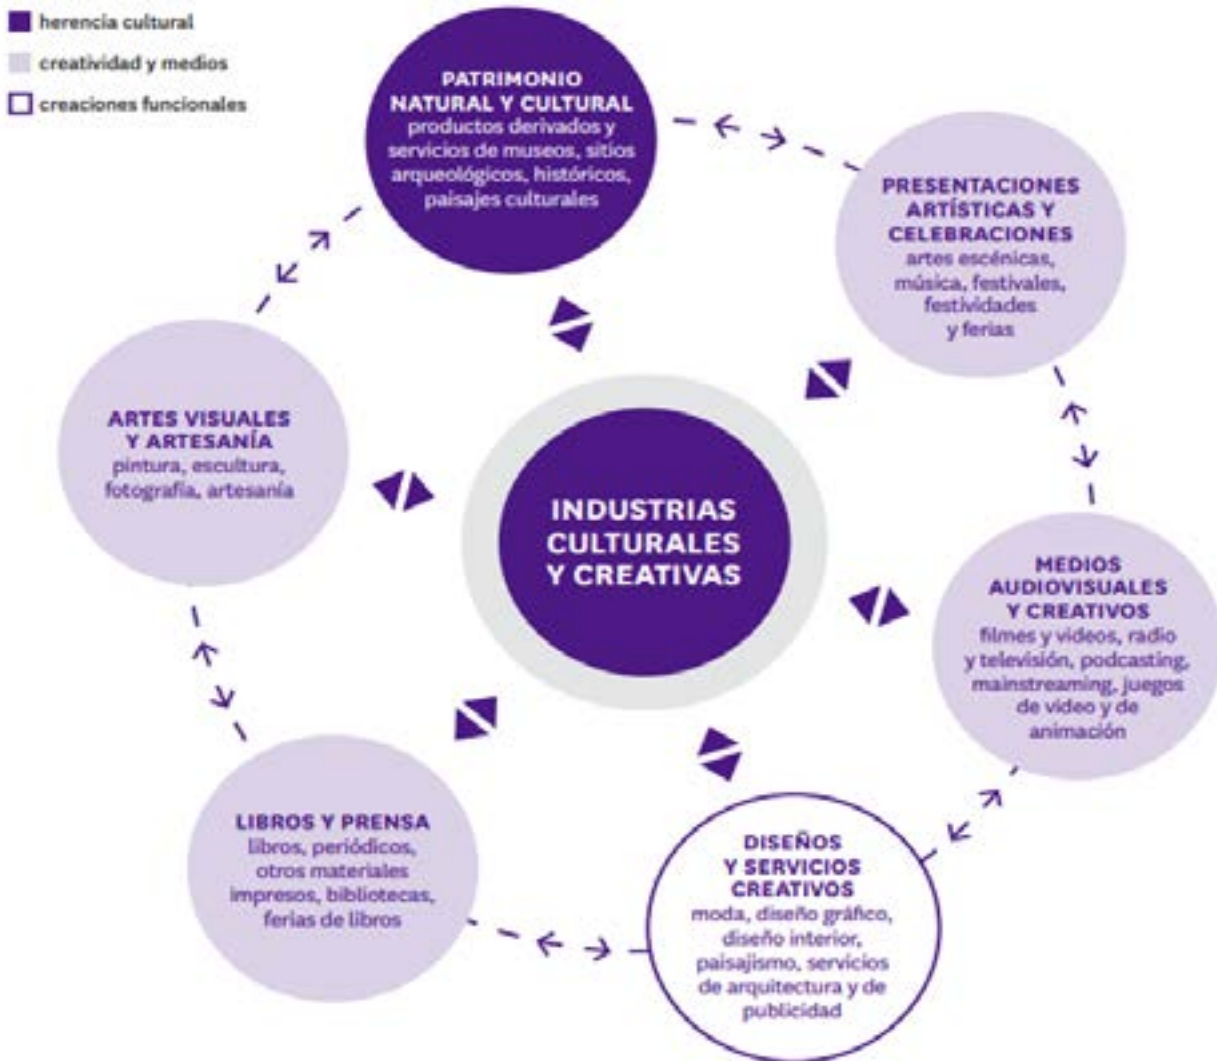 herencia cultural
creatividad y medios
creaciones funcionales
PATRIMONIO
NATURAL Y CULTURAL
productos derivados y
servicios de museos, sitios
arqueológicos, históricos,
paisajes culturales
PRESENTACIONES
ARTÍSTICAS Y
CELEBRACIONES
artes escénicas,
música, festivales,
festividades
y ferias
ARTES VISUALES
Y ARTESANÍA
pintura, escultura,
fotografía, artesanía
INDUSTRIAS
CULTURALES
Y CREATIVAS
MEDIOS
AUDIOVISUALES
Y CREATIVOS
filmes y videos, radio
y televisión, podcasting,
mainstreaming, juegos
de video y de
animación
LIBROS Y PRENSA
libros, periódicos,
otros materiales
impresos, bibliotecas,
ferias de libros
DISEÑOS
Y SERVICIOS
CREATIVOS
moda, diseño gráfico,
diseño interior,
paisajismo, servicios
de arquitectura y de
publicidad